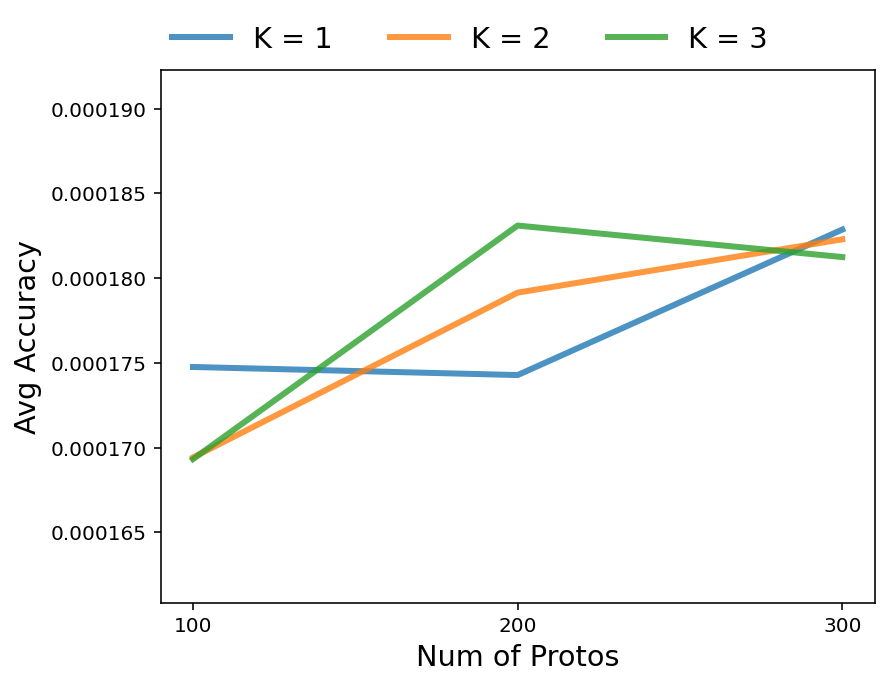 K = 1 K = 2 K = 3
0.000190
0.000185
0.000180
0.000175
0.000170
0.000165
Avg Accuracy
100 200 300
Num of Protos